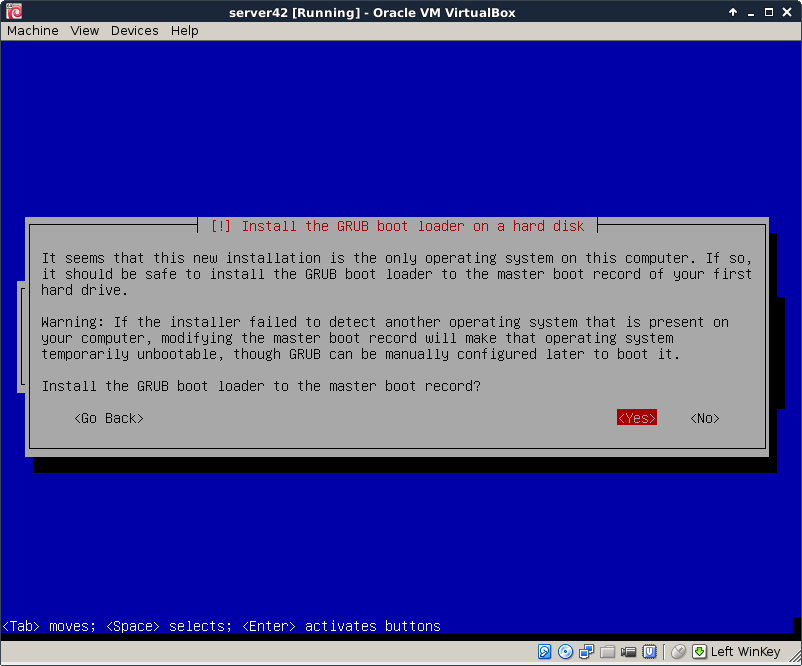 server42 [Running] - Oracle VM VirtualBox
Machine View Devices Help
[!] Install the GRUB boot loader on a hard disk
It seems that this new installation is the only operating system on this computer. If so,
it should be safe to install the GRUB boot loader to the master boot record of your first
hard drive.
Warning: If the installer failed to detect another operating system that is present on
your computer, modifying the master boot record will make that operating system
temporarily unbootable, though GRUB can be manually configured later to boot it.
Install the GRUB boot loader to the master boot record?
<Go Back> <Yes> <No>
<Tab> moves; <Space> selects; <Enter> activates buttons
Left WinKey